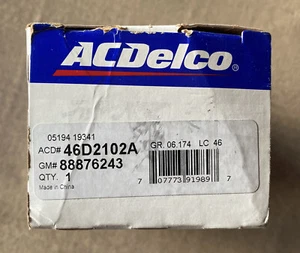 ACDelco®
05194 19341
ACD# 46D2102A GR. 06.174 LC 46
GM# 88876243
QTY. 1
Made in China
7 07773 91989 7